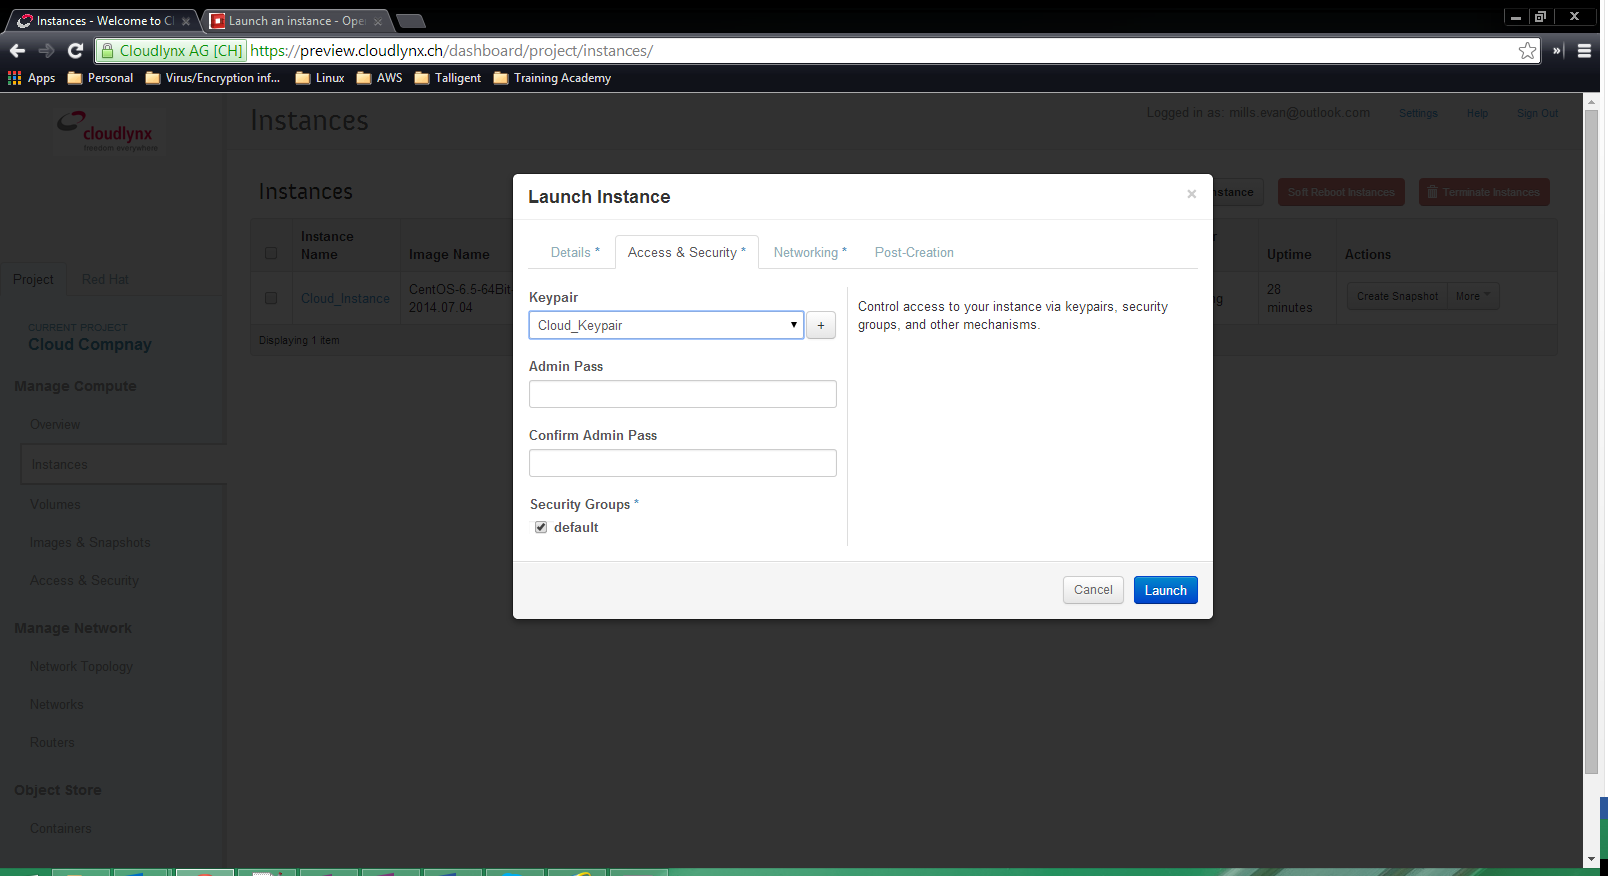 Instances - Welcome to Cl
Launch an instance - Ope
Cloudlynx AG [CH]
https://preview.cloudlynx.ch/dashboard/project/instances/
Apps
Personal
Virus/Encryption inf...
Linux
AWS
Talligent
Training Academy
cloudlynx
freedom everywhere
Instances
Logged in as: mills.evan@outlook.com
Settings
Help
Sign Out
Instances
nstance
Soft Reboot Instances
Terminate Instances
Instance Name
Image Name
Uptime
Actions
Cloud_Instance
CentOS-6.5-64Bit-
2014.07.04
ng
28 minutes
Create Snapshot
More
Displaying 1 item
Project
Red Hat
CURRENT PROJECT
Cloud Compnay
Manage Compute
Overview
Instances
Volumes
Images & Snapshots
Access & Security
Manage Network
Network Topology
Networks
Routers
Object Store
Containers
Launch Instance
×
Details *
Access & Security *
Networking *
Post-Creation
Keypair
Cloud_Keypair
+
Admin Pass
Confirm Admin Pass
Security Groups *
default
Control access to your instance via keypairs, security
groups, and other mechanisms.
Cancel
Launch